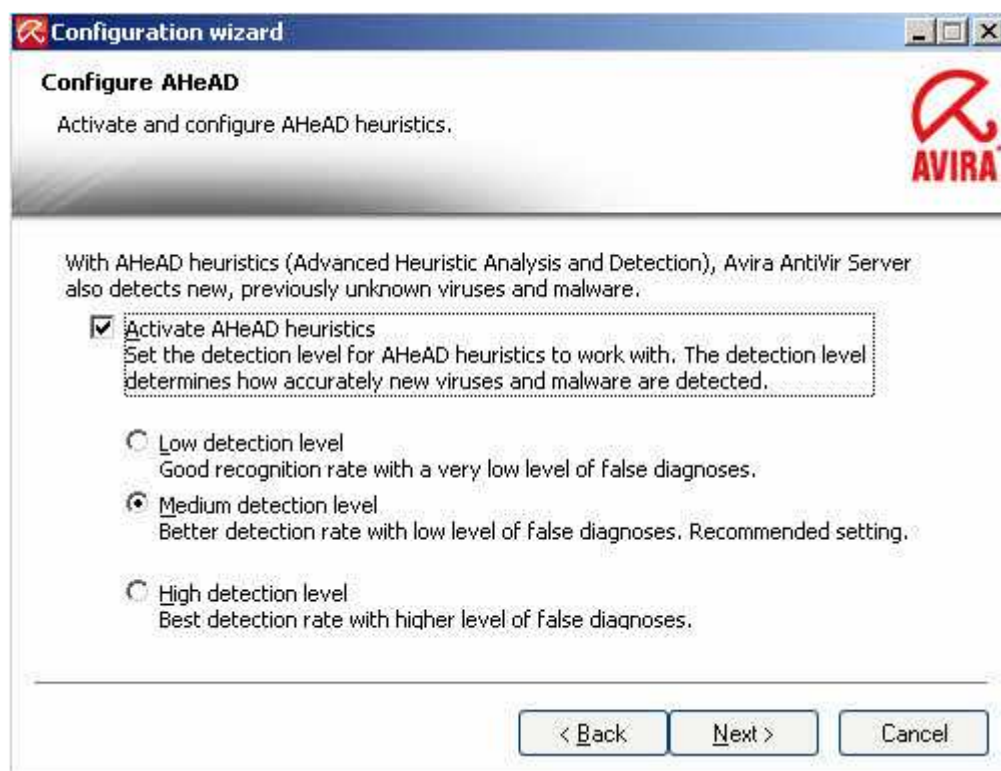 Configuration wizard
Configure AHeAD
Activate and configure AHeAD heuristics.
AVIRA
With AHeAD heuristics (Advanced Heuristic Analysis and Detection), Avira AntiVir Server
also detects new, previously unknown viruses and malware.
Activate AHeAD heuristics
Set the detection level for AHeAD heuristics to work with. The detection level
determines how accurately new viruses and malware are detected.
Low detection level
Good recognition rate with a very low level of false diagnoses.
Medium detection level
Better detection rate with low level of false diagnoses. Recommended setting.
High detection level
Best detection rate with higher level of false diagnoses.
< Back
Next >
Cancel